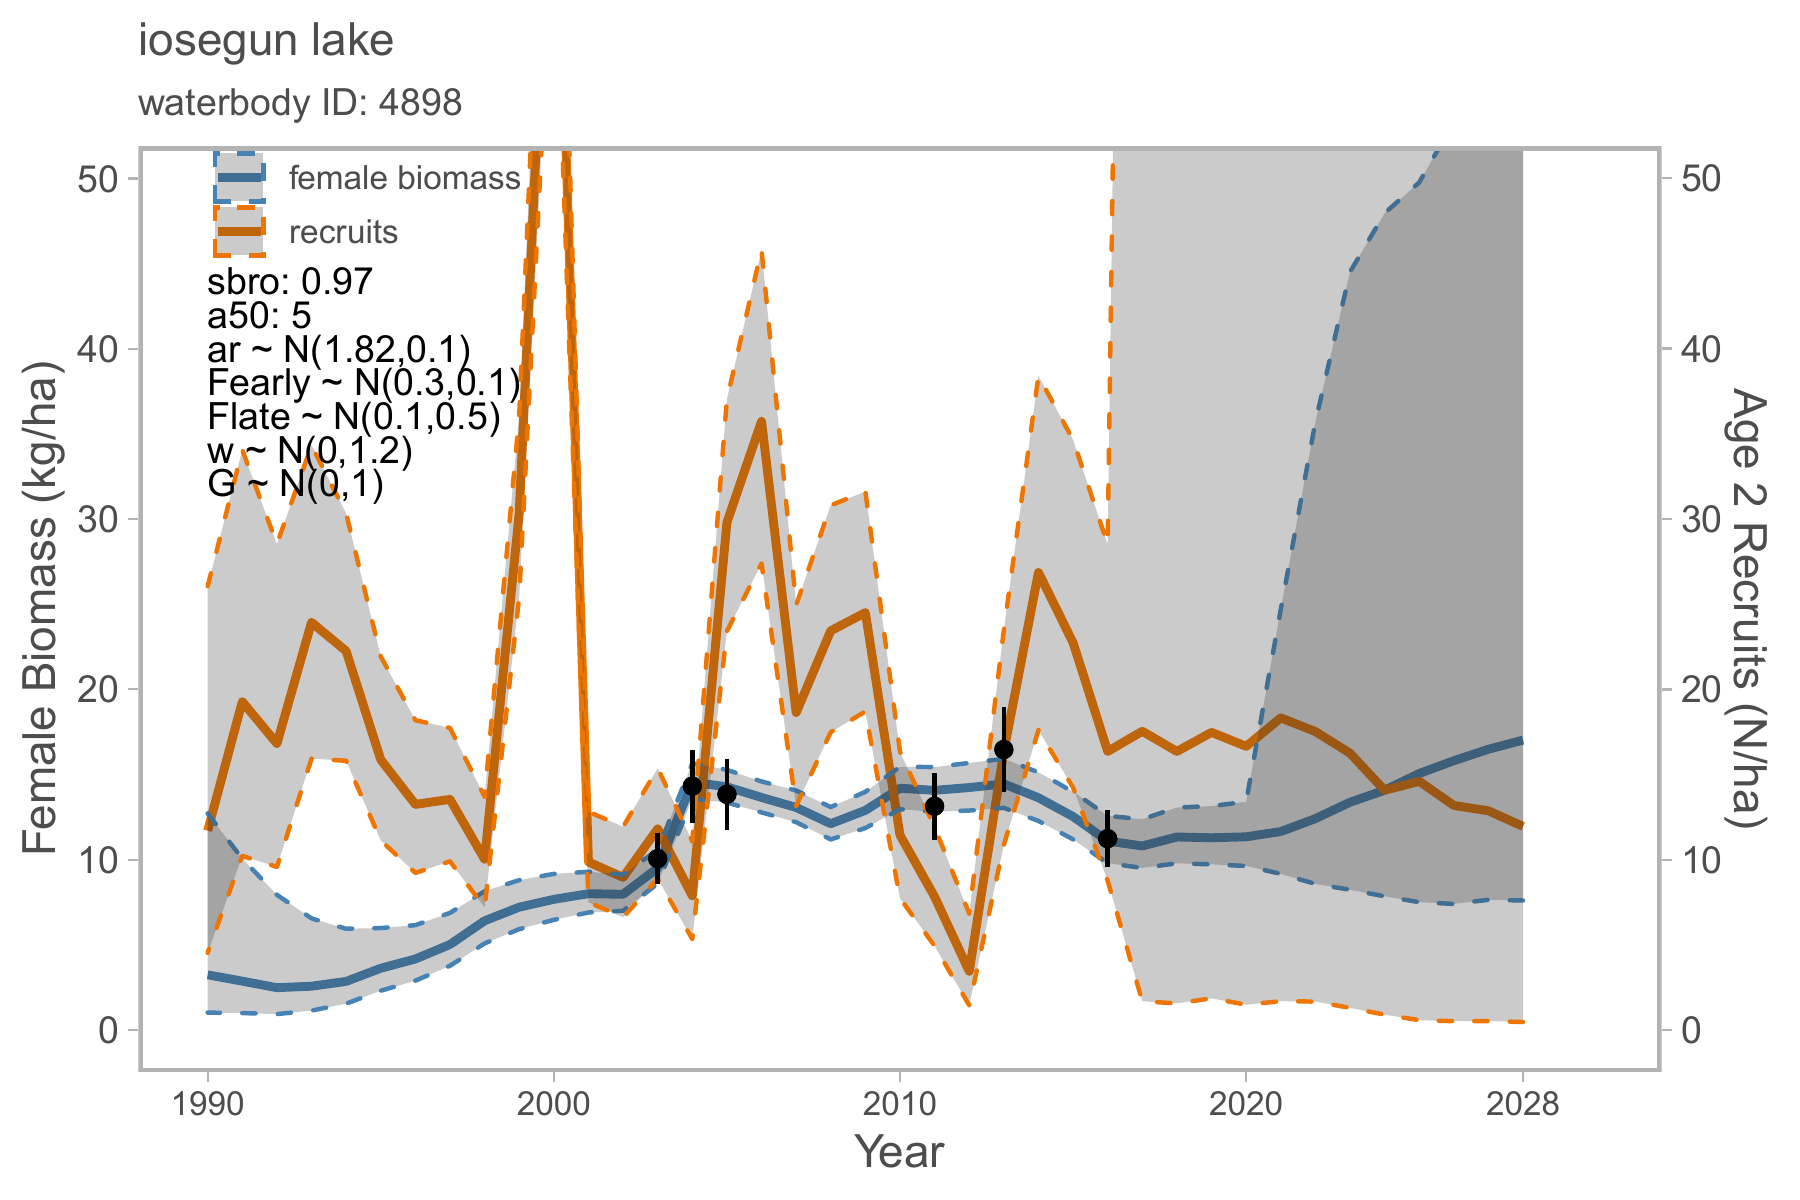 iosegun lake
waterbody ID: 4898
female biomass
recruits
sbro: 0.97
a50: 5
ar ~ N(1.82,0.1)
Fearly ~ N(0.3,0.1)
Flate ~ N(0.1,0.5)
w ~ N(0,1.2)
G ~ N(0,1)
50
40
30
20
10
0
Female Biomass (kg/ha)
50
40
30
20
10
0
Age 2 Recruits (N/ha)
1990
2000
2010
2020
2028
Year